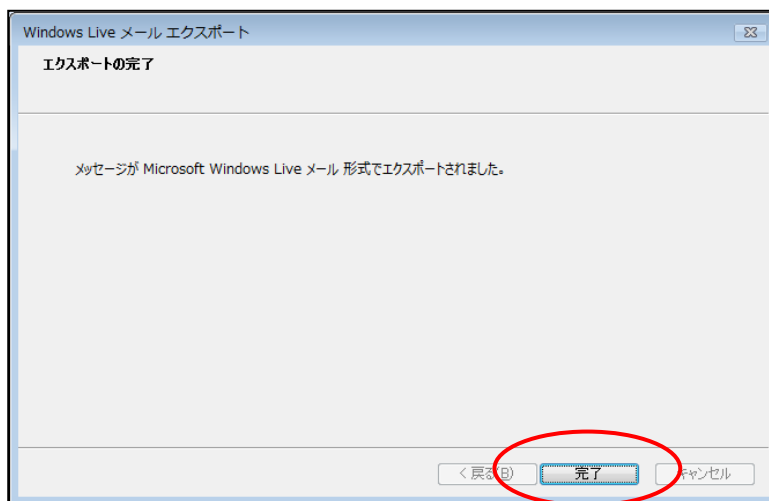 Windows Live メール エクスポート
エクスポートの完了
メッセージが Microsoft Windows Live メール 形式でエクスポートされました。
< 戻る(B) 完了 キャンセル